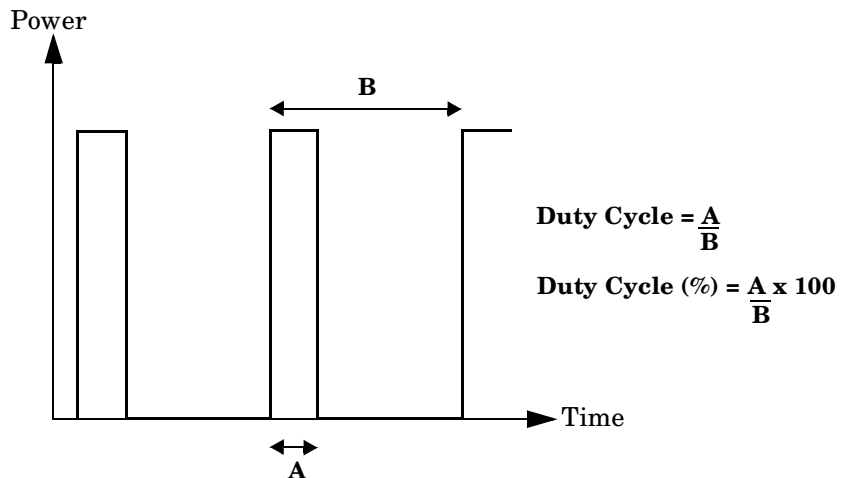 Power
B
Duty Cycle = A
B
Duty Cycle (%) = A x 100
B
Time
A